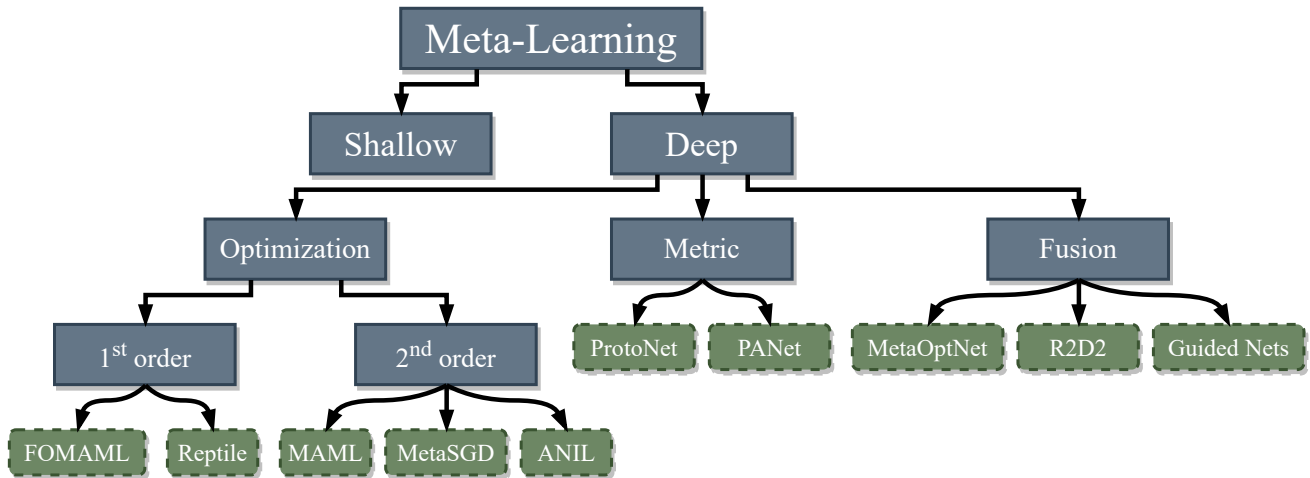 Meta-Learning
Shallow
Deep
Optimization
Metric
Fusion
1st order
2nd order
ProtoNet
PANet
MetaOptNet
R2D2
Guided Nets
FOMAML
Reptile
MAML
MetaSGD
ANIL